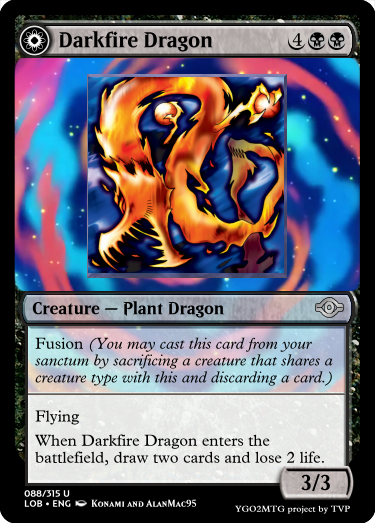 Darkfire Dragon 4
Creature — Plant Dragon
Fusion (You may cast this card from your
sanctum by sacrificing a creature that shares a
creature type with this and discarding a card.)
Flying
When Darkfire Dragon enters the
battlefield, draw two cards and lose 2 life.
3/3
088/315 U
LOB • ENG Konami and AlanMac95
YGO2MTG project by TVP